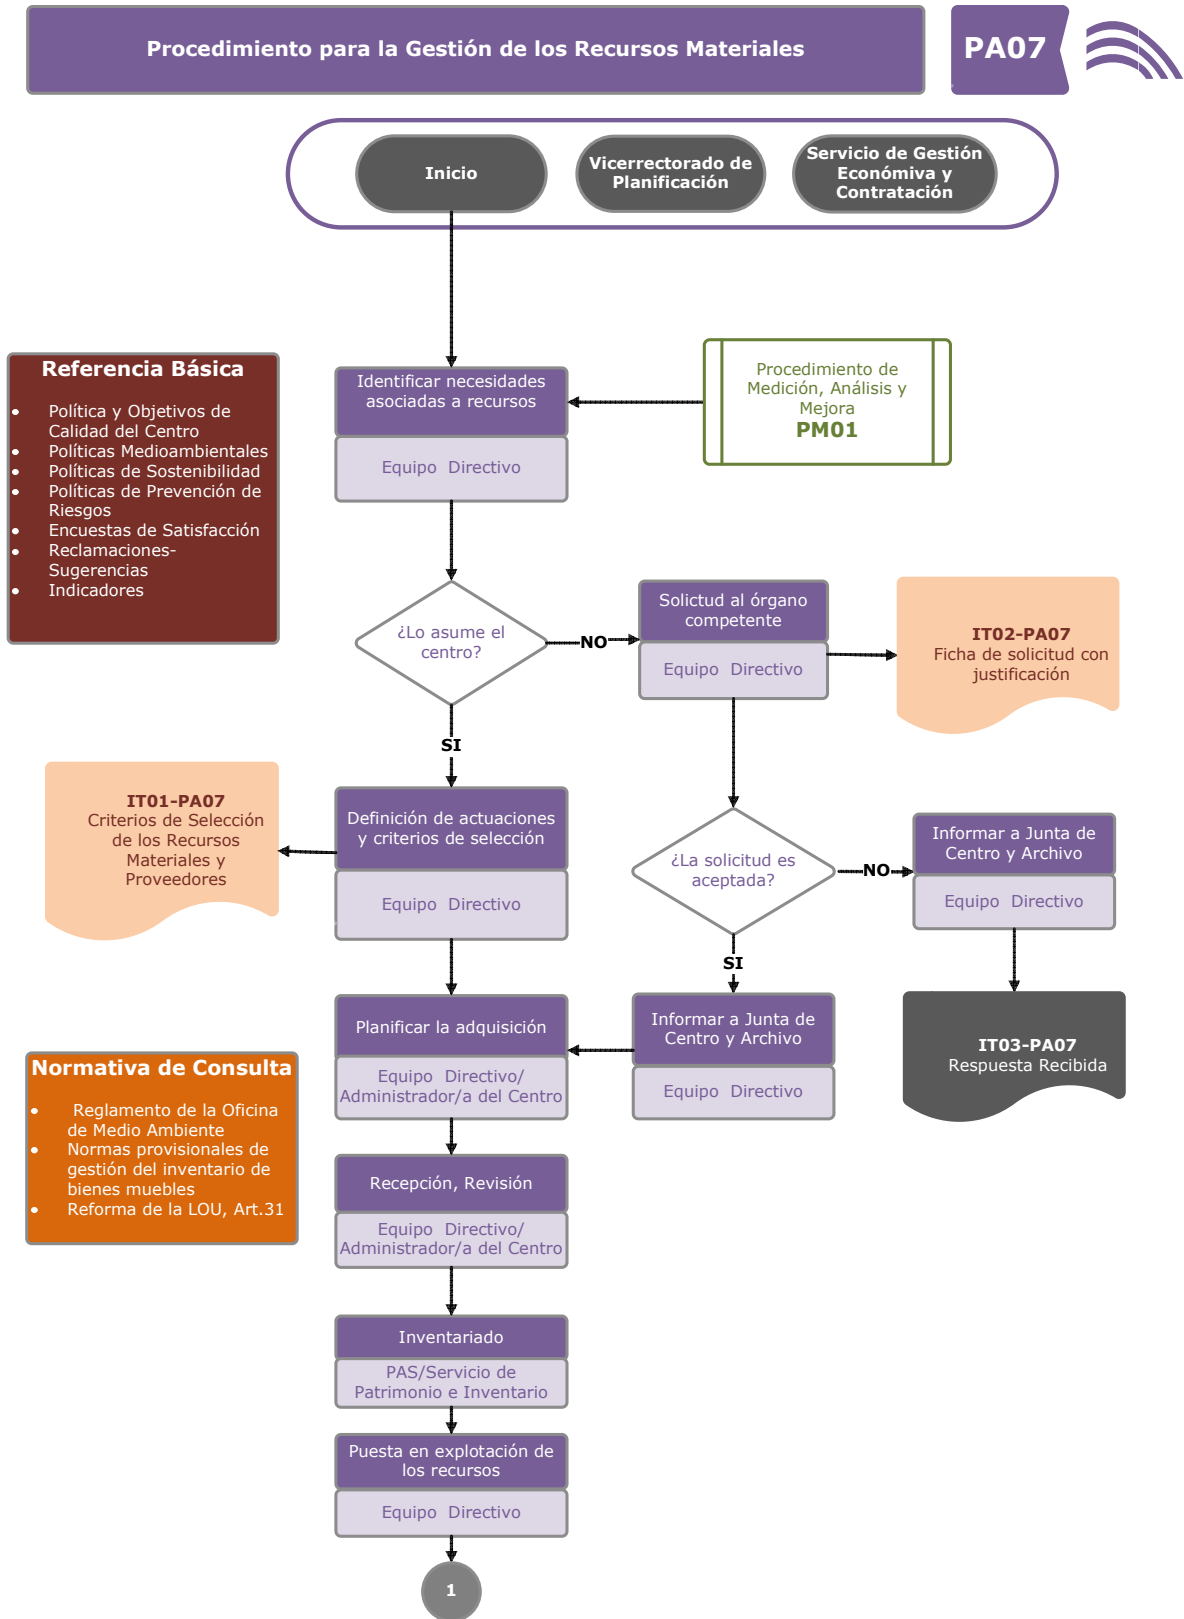 Procedimiento para la Gestión de los Recursos Materiales
PA07
Inicio
Vicerrectorado de
Planificación
Servicio de Gestión
Económiva y
Contratación
Referencia Básica
• Política y Objetivos de
Calidad del Centro
• Políticas Medioambientales
• Políticas de Sostenibilidad
• Políticas de Prevención de
Riesgos
• Encuestas de Satisfacción
• Reclamaciones-
Sugerencias
• Indicadores
Identificar necesidades
asociadas a recursos
Equipo Directivo
Procedimiento de
Medición, Análisis y
Mejora
PM01
¿Lo asume el
centro?
NO
Solictud al órgano
competente
Equipo Directivo
IT02-PA07
Ficha de solicitud con
justificación
SI
IT01-PA07
Criterios de Selección
de los Recursos
Materiales y
Proveedores
Definición de actuaciones
y criterios de selección
Equipo Directivo
¿La solicitud es
aceptada?
NO
Informar a Junta de
Centro y Archivo
Equipo Directivo
SI
Planificar la adquisición
Equipo Directivo/
Administrador/a del Centro
Informar a Junta de
Centro y Archivo
Equipo Directivo
IT03-PA07
Respuesta Recibida
Normativa de Consulta
• Reglamento de la Oficina
de Medio Ambiente
• Normas provisionales de
gestión del inventario de
bienes muebles
• Reforma de la LOU, Art.31
Recepción, Revisión
Equipo Directivo/
Administrador/a del Centro
Inventariado
PAS/Servicio de
Patrimonio e Inventario
Puesta en explotación de
los recursos
Equipo Directivo
1